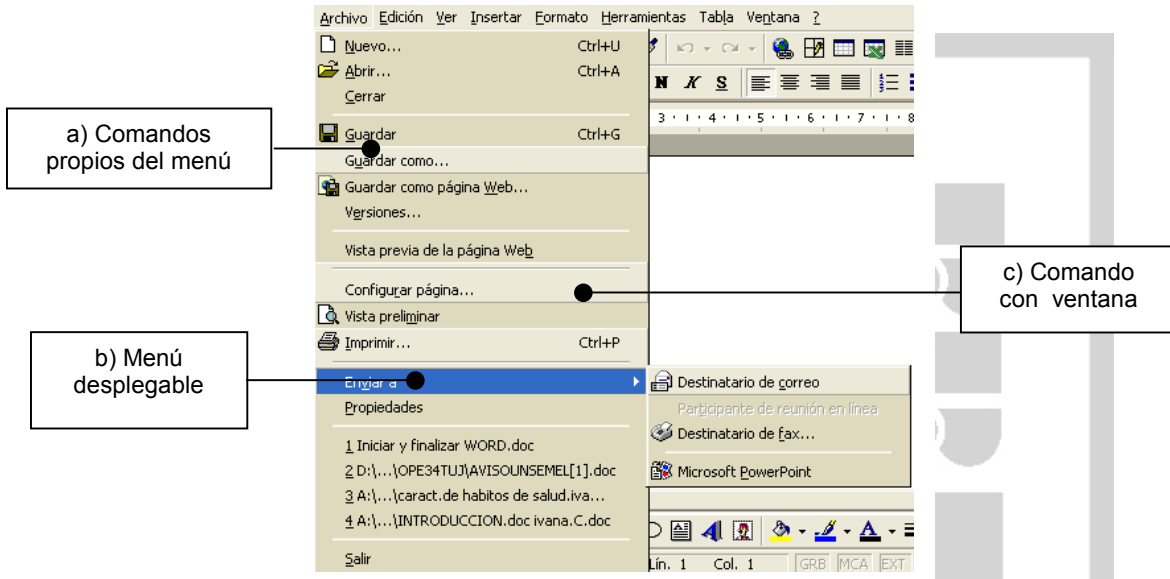 Archivo Edición Ver Insertar Formato Herramientas Tabla Ventana ?
Nuevo... Ctrl+U
Abrir... Ctrl+A
Cerrar
N K S
3 · 1 · 4 · 1 · 5 · 1 · 6 · 1 · 7 · 1 · 8
a) Comandos
propios del menú
Guardar Ctrl+G
Guardar como...
Guardar como página Web...
Versiones...
Vista previa de la página Web
Configurar página...
c) Comando
con ventana
Vista preliminar
Imprimir... Ctrl+P
b) Menú
desplegable
Enviar a
Propiedades
Destinatario de correo
Participante de reunión en línea
Destinatario de fax...
Microsoft PowerPoint
1 Iniciar y finalizar WORD.doc
2 D:\...\OPE34TUJ\AVISOUNSEMEL[1].doc
3 A:\...\caract.de habitos de salud.iva...
4 A:\...\INTRODUCCION.doc ivana.C.doc
Salir
Lín. 1 Col. 1 GRB MCA EXT